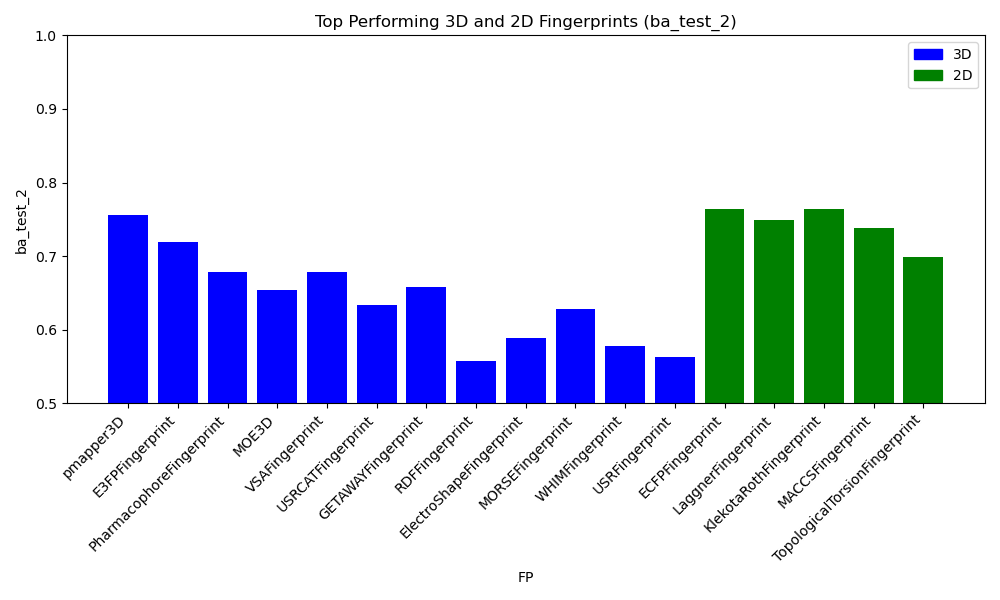 Top Performing 3D and 2D Fingerprints (ba_test_2)
3D
2D
1.0
0.9
0.8
0.7
0.6
0.5
ba_test_2
pmapper3D
E3FPFingerprint
PharmacophoreFingerprint
MOE3D
VSAFingerprint
USRCATFingerprint
GETAWAYFingerprint
RDFFingerprint
ElectroShapeFingerprint
MORSEFingerprint
WHIMFingerprint
USRFingerprint
ECFPFingerprint
LaggnerFingerprint
KlekotaRothFingerprint
MACCSFingerprint
TopologicalTorsionFingerprint
FP